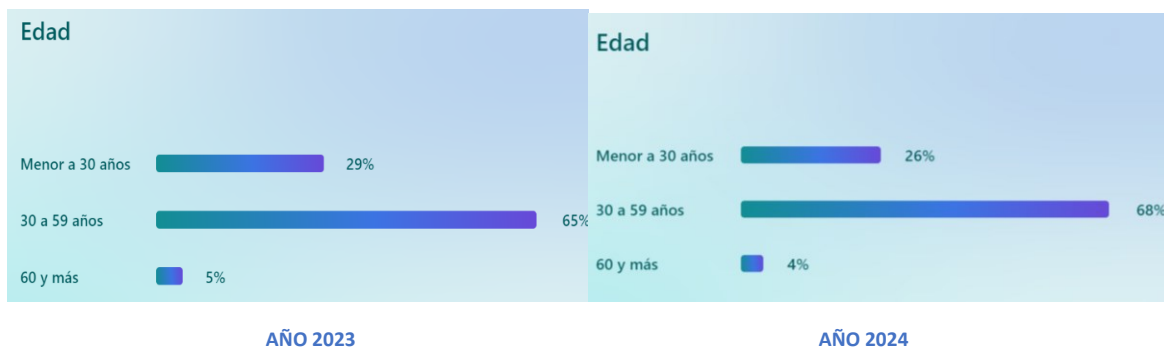 Edad
Menor a 30 años 29%
30 a 59 años 65%
60 y más 5%
AÑO 2023
Edad
Menor a 30 años 26%
30 a 59 años 68%
60 y más 4%
AÑO 2024